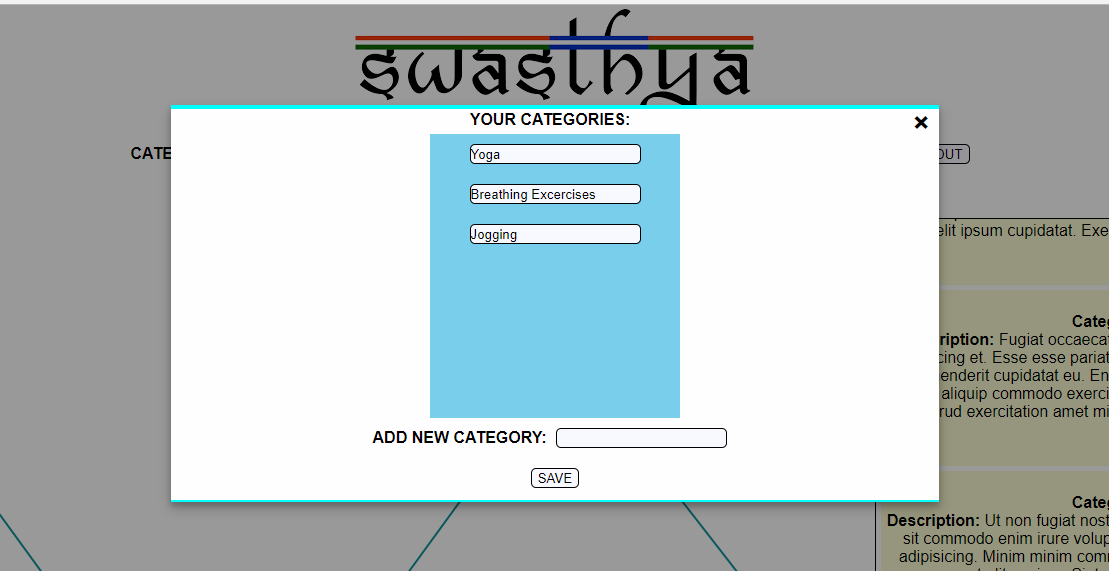 swasthya
YOUR CATEGORIES:
×
CATE
OUT
Yoga
Breathing Excercises
Jogging
elit ipsum cupidatat. Exe
Categ
ription: Fugiat occaecat
cing et. Esse esse pariat
enderit cupidatat eu. En
aliquip commodo exerci
rud exercitation amet mi
ADD NEW CATEGORY:
SAVE
Categ
Description: Ut non fugiat nost
sit commodo enim irure volup
adipisicing. Minim minim comm